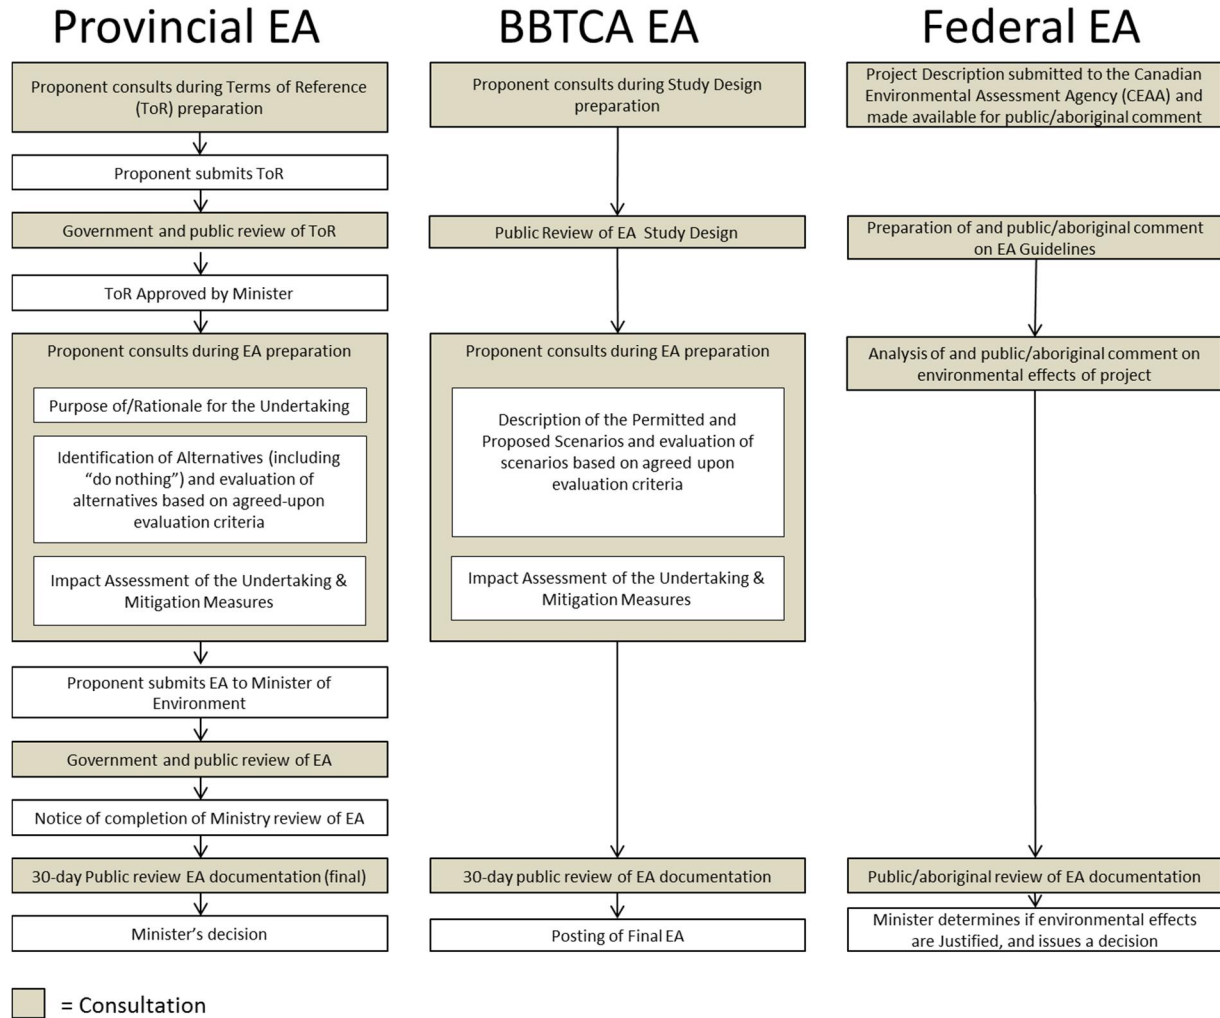 Provincial EA
Proponent consults during Terms of Reference
(ToR) preparation
Proponent submits ToR
Government and public review of ToR
ToR Approved by Minister
Proponent consults during EA preparation
Purpose of/Rationale for the Undertaking
Identification of Alternatives (including
“do nothing”) and evaluation of
alternatives based on agreed-upon
evaluation criteria
Impact Assessment of the Undertaking &
Mitigation Measures
Proponent submits EA to Minister of
Environment
Government and public review of EA
Notice of completion of Ministry review of EA
30-day Public review EA documentation (final)
Minister’s decision
BBTCA EA
Proponent consults during Study Design
preparation
Public Review of EA Study Design
Proponent consults during EA preparation
Description of the Permitted and
Proposed Scenarios and evaluation of
scenarios based on agreed upon
evaluation criteria
Impact Assessment of the Undertaking &
Mitigation Measures
30-day public review of EA documentation
Posting of Final EA
Federal EA
Project Description submitted to the Canadian
Environmental Assessment Agency (CEAA) and
made available for public/aboriginal comment
Preparation of and public/aboriginal comment
on EA Guidelines
Analysis of and public/aboriginal comment on
environmental effects of project
Public/aboriginal review of EA documentation
Minister determines if environmental effects
are Justified, and issues a decision
= Consultation